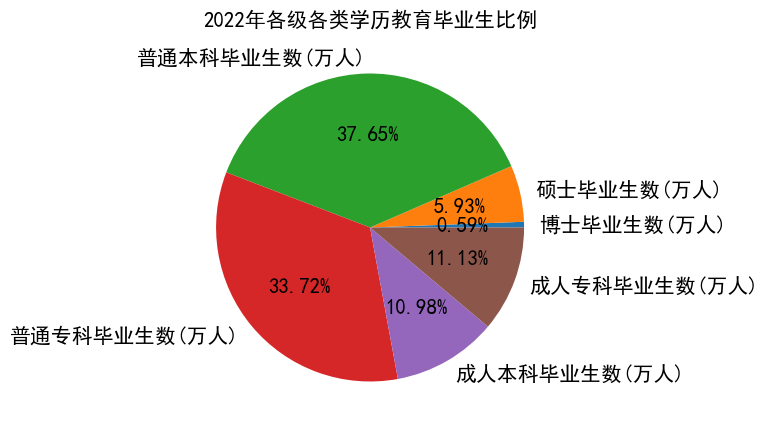 2022年各级各类学历教育毕业生比例
普通本科毕业生数(万人)
37.65%
硕士毕业生数(万人)
5.93%
博士毕业生数(万人)
0.59%
11.13%
成人专科毕业生数(万人)
33.72%
10.98%
普通专科毕业生数(万人)
成人本科毕业生数(万人)